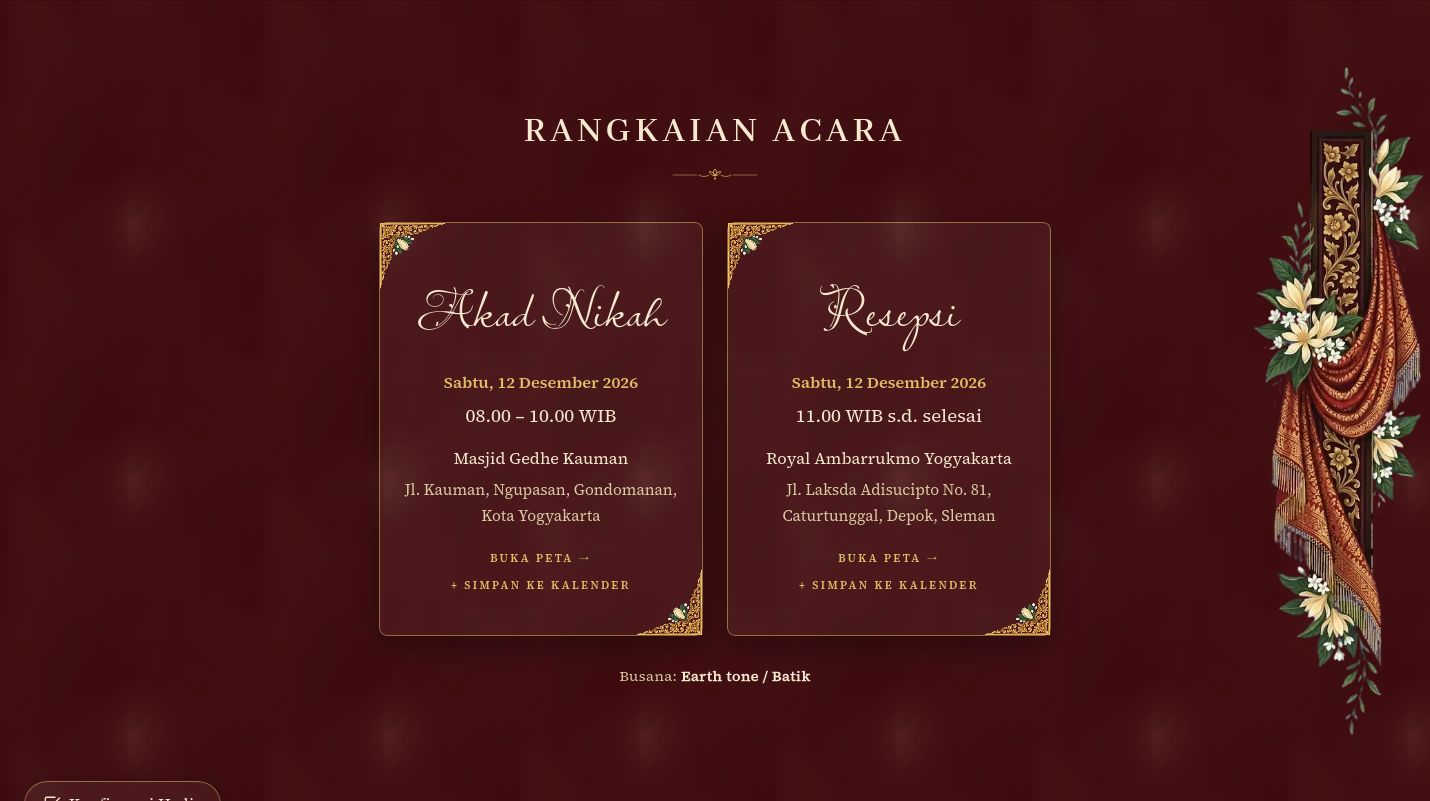 RANGKAIAN ACARA
Akad Nikah
Sabtu, 12 Desember 2026
08.00 – 10.00 WIB
Masjid Gedhe Kauman
Jl. Kauman, Ngupasan, Gondomanan,
Kota Yogyakarta
BUKA PETA →
+ SIMPAN KE KALENDER
Resepsi
Sabtu, 12 Desember 2026
11.00 WIB s.d. selesai
Royal Ambarrukmo Yogyakarta
Jl. Laksda Adisucipto No. 81,
Caturtunggal, Depok, Sleman
BUKA PETA →
+ SIMPAN KE KALENDER
Busana: Earth tone / Batik